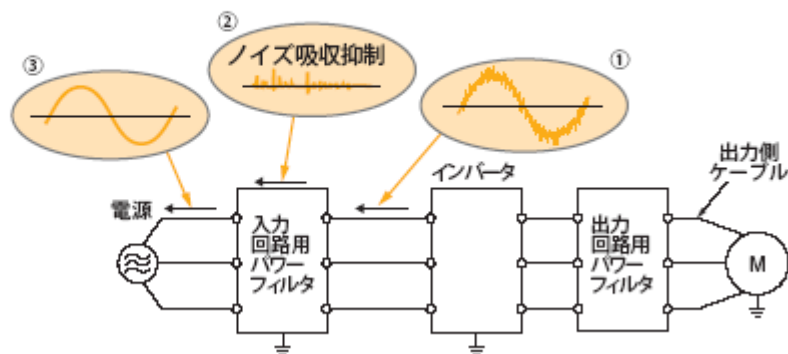 ②
ノイズ吸収抑制
③
①
インバータ
出力側
ケーブル
電源
入力
回路用
パワー
フィルタ
出力
回路用
パワー
フィルタ
M